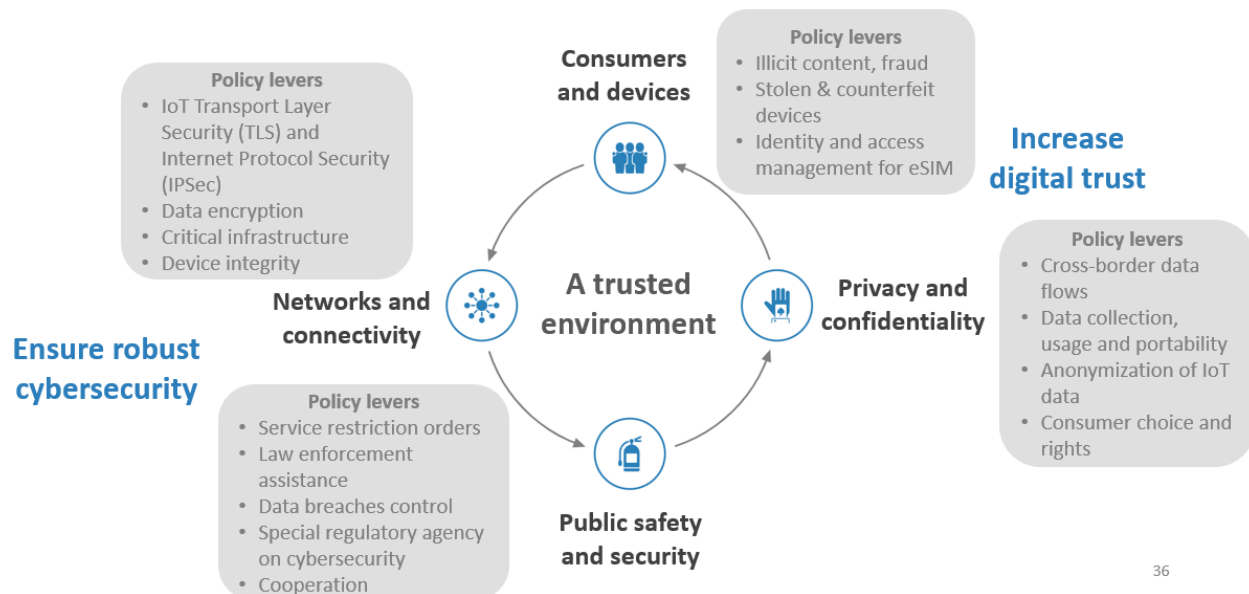 Consumers
and devices
Policy levers
• Illicit content, fraud
• Stolen & counterfeit
devices
• Identity and access
management for eSIM
Policy levers
• IoT Transport Layer
Security (TLS) and
Internet Protocol Security
(IPSec)
• Data encryption
• Critical infrastructure
• Device integrity
Increase
digital trust
Networks and
connectivity
A trusted
environment
Privacy and
confidentiality
Policy levers
• Cross-border data
flows
• Data collection,
usage and portability
• Anonymization of IoT
data
• Consumer choice and
rights
Ensure robust
cybersecurity
Policy levers
• Service restriction orders
• Law enforcement
assistance
• Data breaches control
• Special regulatory agency
on cybersecurity
• Cooperation
Public safety
and security
36